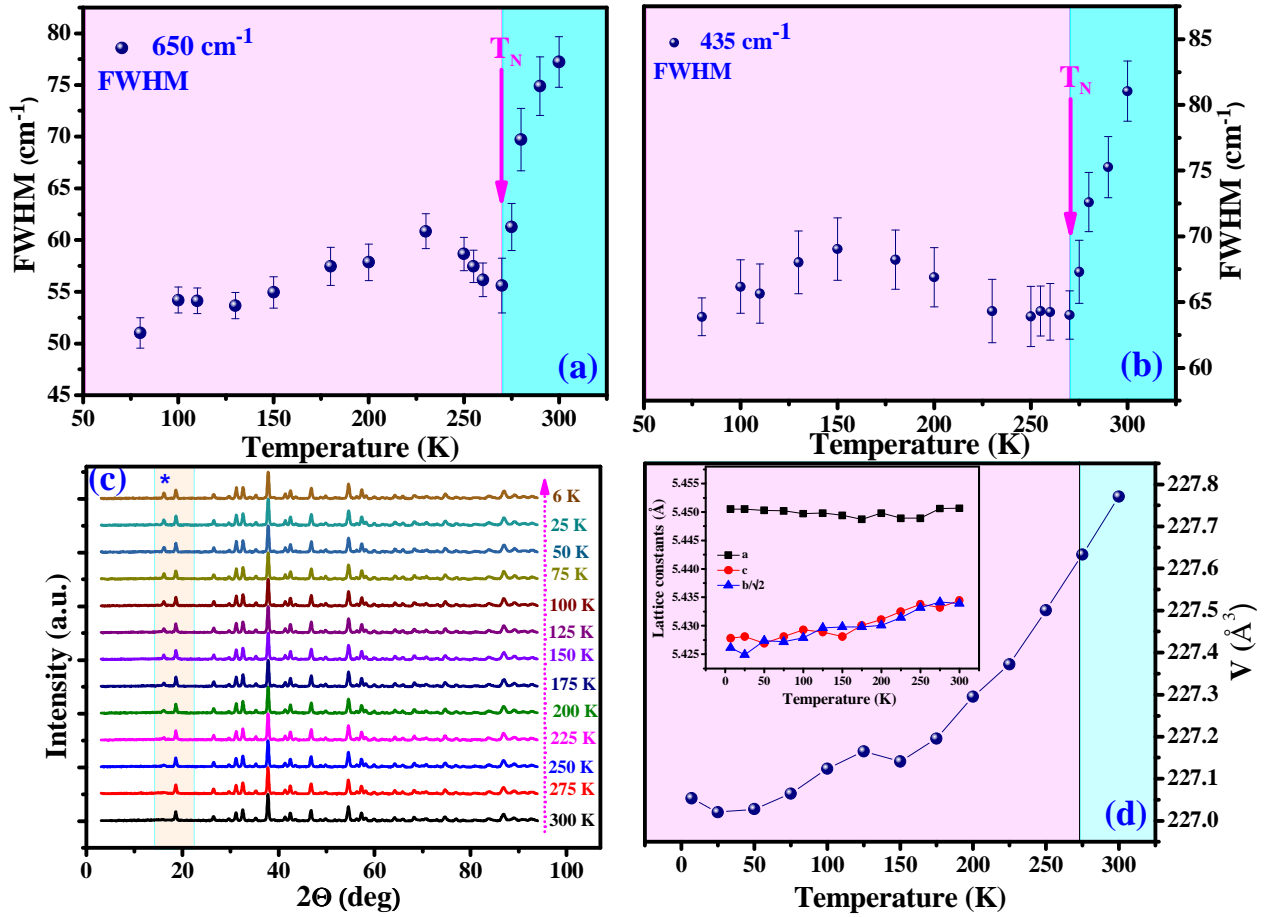 650 cm⁻¹
FWHM
T_N
FWHM (cm⁻¹)
80
75
70
65
60
55
50
45
50 100 150 200 250 300
Temperature (K)
(a)
435 cm⁻¹
FWHM
T_N
85
80
75
70
65
60
FWHM (cm⁻¹)
50 100 150 200 250 300
Temperature (K)
(b)
(c)
*
6 K
25 K
50 K
75 K
100 K
125 K
150 K
175 K
200 K
225 K
250 K
275 K
300 K
Intensity (a.u.)
0 20 40 60 80 100
2Θ (deg)
5.455
5.450
5.440
5.435
5.430
5.425
Lattice constants (Å)
a
c
b/√2
0 50 100 150 200 250 300
Temperature (K)
227.8
227.7
227.6
227.5
227.4
227.3
227.2
227.1
227.0
V (Å³)
0 50 100 150 200 250 300
Temperature (K)
(d)